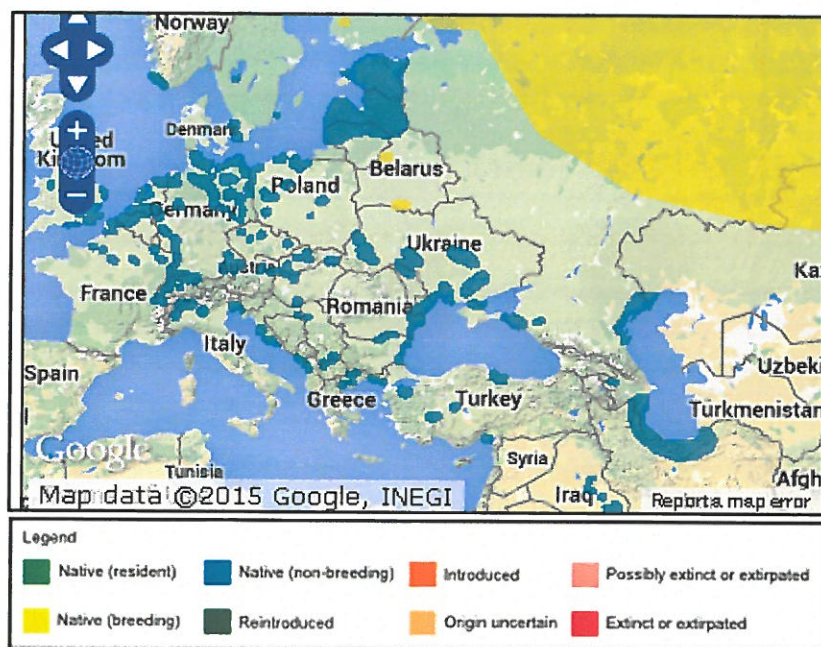 Norway
Denmar
United
Kingdom
Belarus
Poland
Germany
Ukraine
Austria
Kaz
France
Romania
Italy
Uzbeki
Spain
Greece
Turkey
Turkmenistan
Google
Tunisia
Syria
Afgh
Iraq
Map data ©2015 Google, INEGI
Report a map error
Legend
Native (resident) Native (non-breeding) Introduced Possibly extinct or extirpated
Native (breeding) Reintroduced Origin uncertain Extinct or extirpated